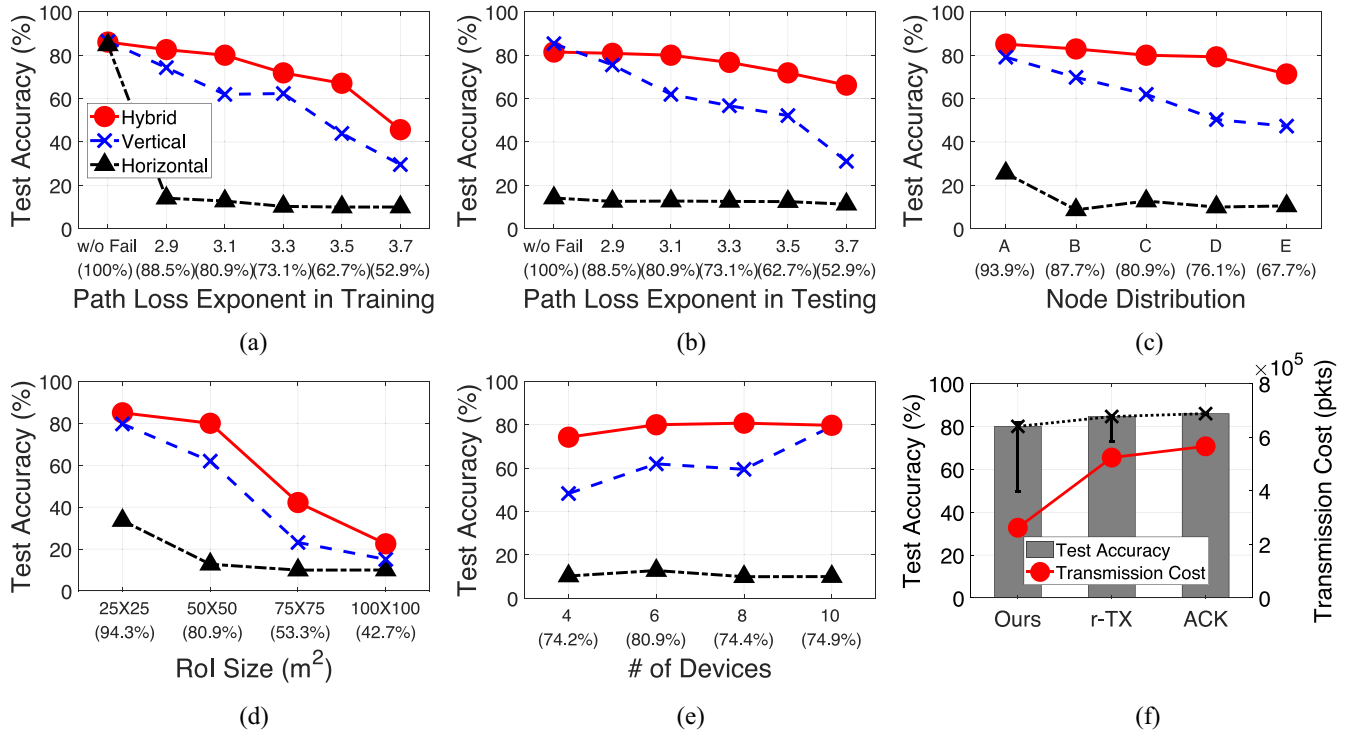 100
80
60
40
20
0
Test Accuracy (%)
Hybrid
Vertical
Horizontal
w/o Fail 2.9 3.1 3.3 3.5 3.7
(100%) (88.5%) (80.9%) (73.1%) (62.7%) (52.9%)
Path Loss Exponent in Training
(a)
100
80
60
40
20
0
Test Accuracy (%)
w/o Fail 2.9 3.1 3.3 3.5 3.7
(100%) (88.5%) (80.9%) (73.1%) (62.7%) (52.9%)
Path Loss Exponent in Testing
(b)
100
80
60
40
20
0
Test Accuracy (%)
A B C D E
(93.9%) (87.7%) (80.9%) (76.1%) (67.7%)
Node Distribution
(c)
100
80
60
40
20
0
Test Accuracy (%)
25X25 50X50 75X75 100X100
(94.3%) (80.9%) (53.3%) (42.7%)
RoI Size (m²)
(d)
100
80
60
40
20
0
Test Accuracy (%)
4 6 8 10
(74.2%) (80.9%) (74.4%) (74.9%)
# of Devices
(e)
100
80
60
40
20
0
Test Accuracy (%)
×10⁵
8
6
4
2
0
Transmission Cost (pkts)
Test Accuracy
Transmission Cost
Ours r-TX ACK
(f)